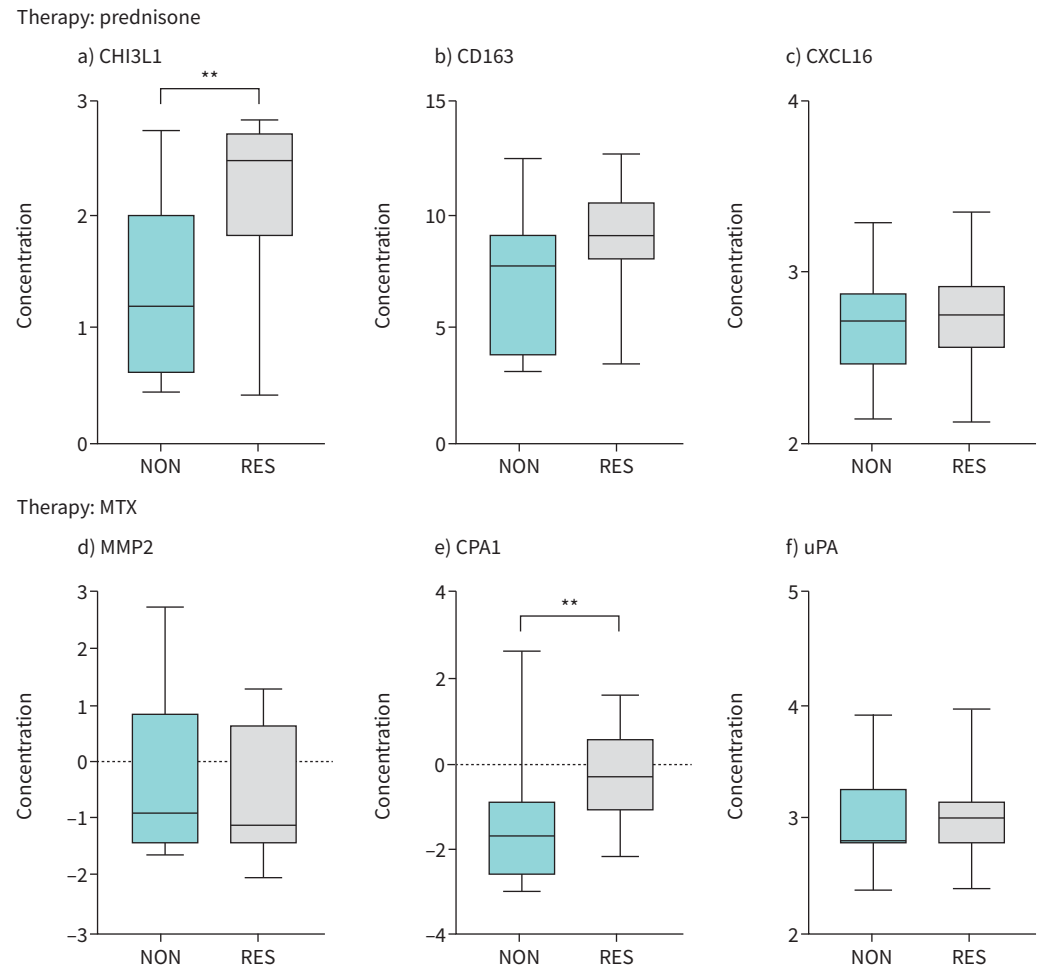 Therapy: prednisone
a) CHI3L1
b) CD163
c) CXCL16
**
3
2
1
0
Concentration
NON RES
15
10
5
0
Concentration
NON RES
4
3
2
Concentration
NON RES
Therapy: MTX
d) MMP2
e) CPA1
f) uPA
3
2
1
0
–1
–2
–3
Concentration
NON RES
**
4
2
0
–2
–4
Concentration
NON RES
5
4
3
2
Concentration
NON RES